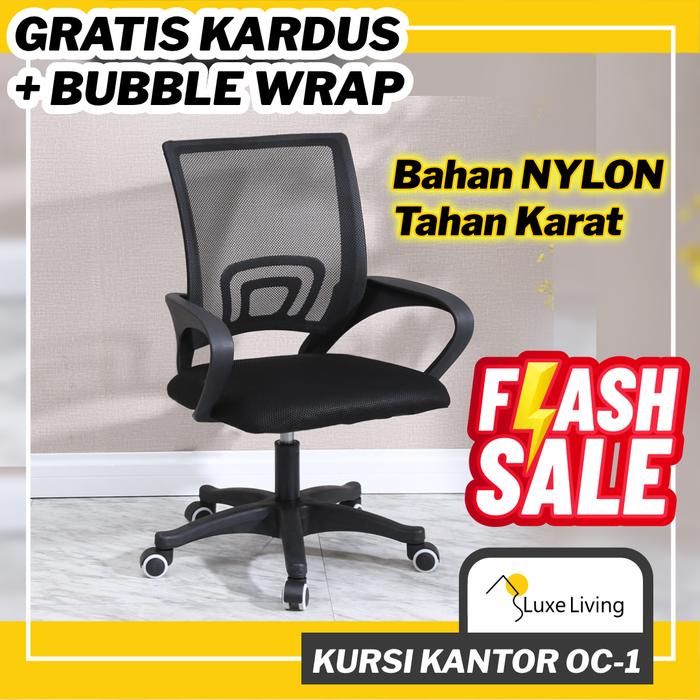 GRATIS KARDUS
+ BUBBLE WRAP
Bahan NYLON
Tahan Karat
FLASH
SALE
Luxe Living
KURSI KANTOR OC-1